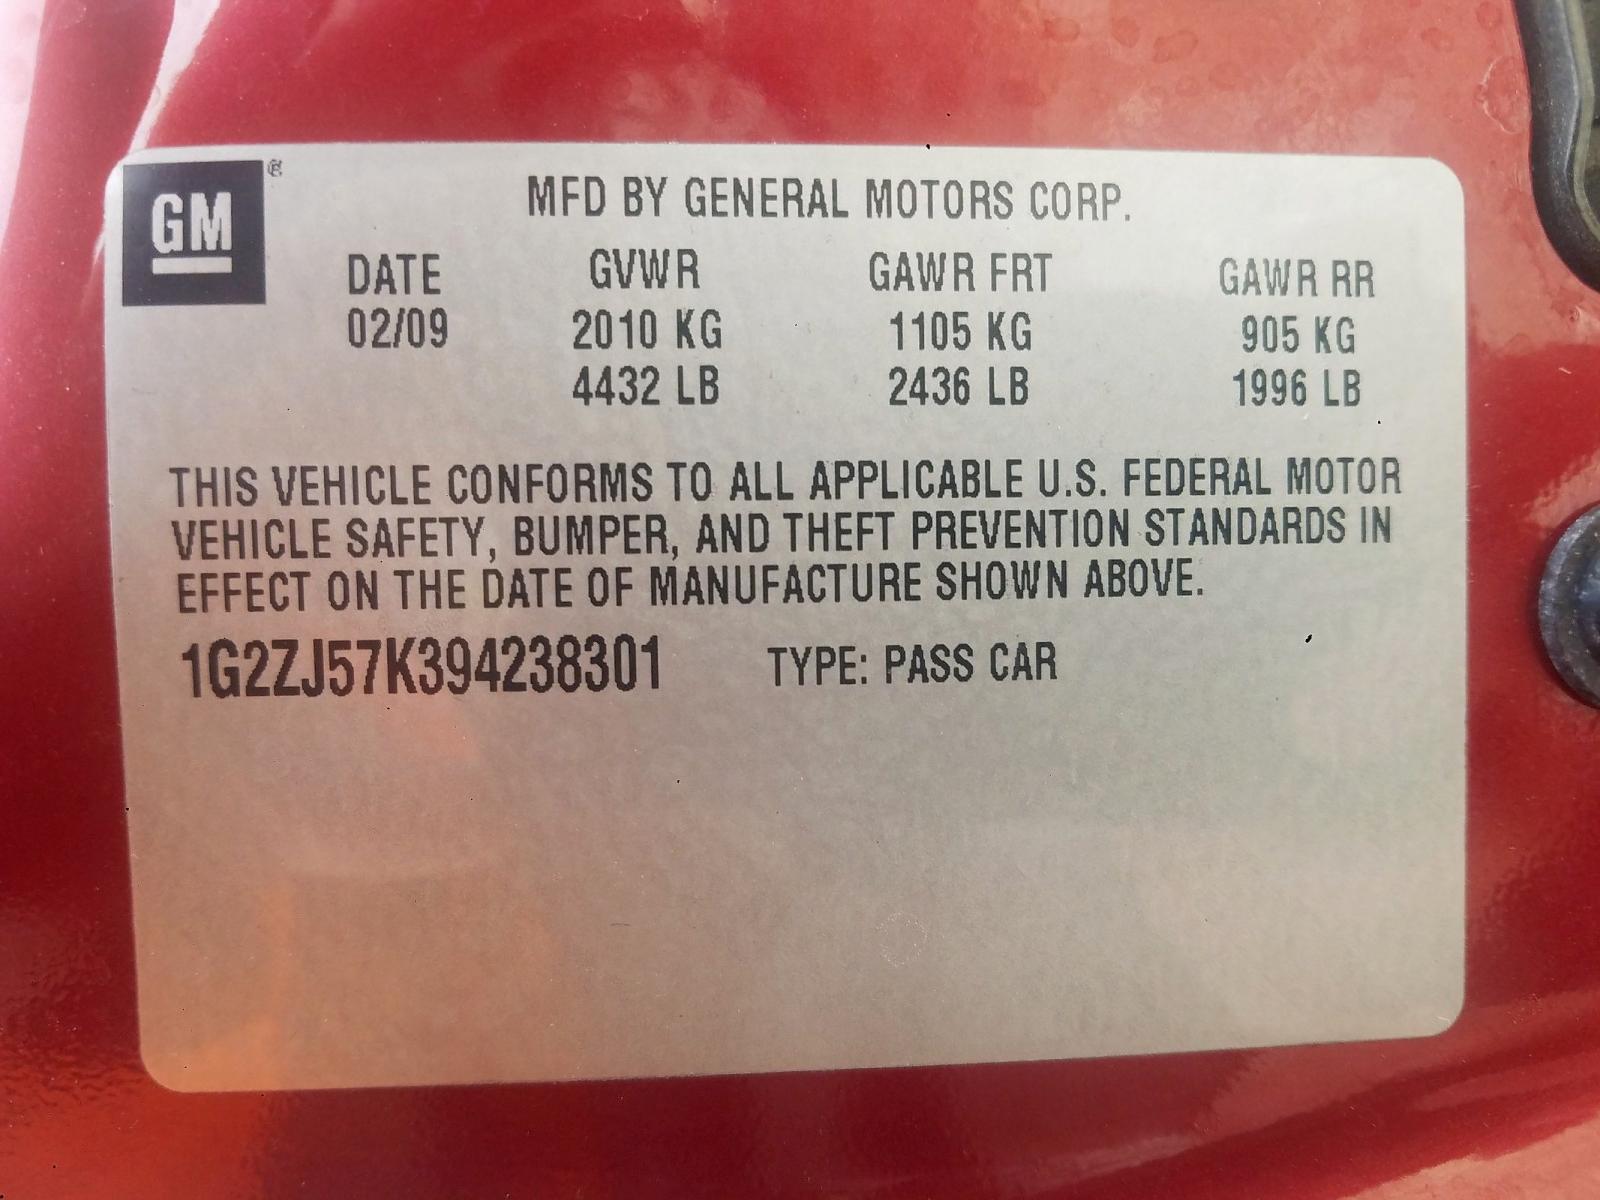 GM®
MFD BY GENERAL MOTORS CORP.
DATE GVWR GAWR FRT GAWR RR
02/09 2010 KG 1105 KG 905 KG
4432 LB 2436 LB 1996 LB
THIS VEHICLE CONFORMS TO ALL APPLICABLE U.S. FEDERAL MOTOR
VEHICLE SAFETY, BUMPER, AND THEFT PREVENTION STANDARDS IN
EFFECT ON THE DATE OF MANUFACTURE SHOWN ABOVE.
1G2ZJ57K394238301 TYPE: PASS CAR